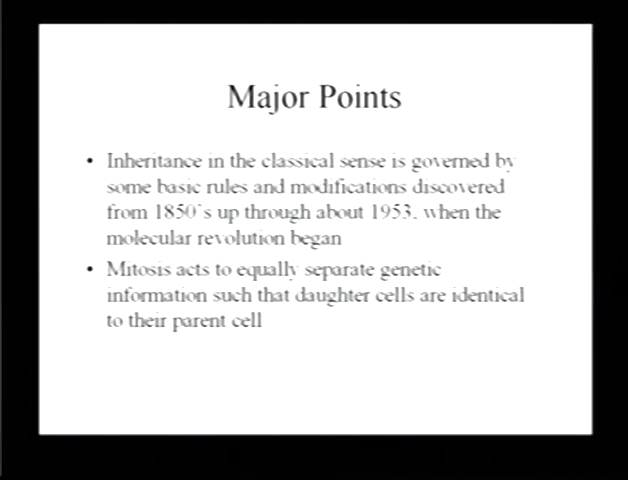 Major Points
• Inheritance in the classical sense is governed by
some basic rules and modifications discovered
from 1850's up through about 1953, when the
molecular revolution began
• Mitosis acts to equally separate genetic
information such that daughter cells are identical
to their parent cell